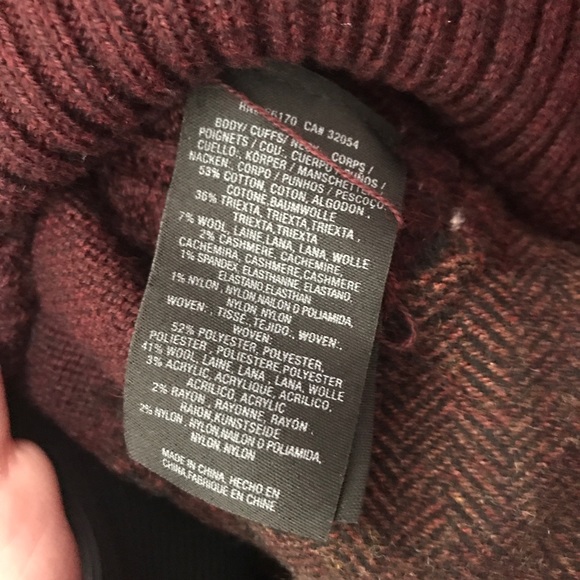 CA# 32054
BODY/ CUFFS/ CORPS /
POIGNETS / COU- CUERPO
CUELLO-, KÖRPER / MANSCHETTE
NACKEN, CORPO / PUNHOS / PESCOÇO:
53% COTTON, COTON, ALGODON ,
COTONE,BAUMWOLLE
36% TRIEXTA, TRIEXTA,TRIEXTA ,
TRIEXTA,TRIEXTA
7% WOOL, LAINE,LANA, LANA, WOLLE
2% CASHMERE, CACHEMIRE,
CACHEMIRA, CASHMERE, CASHMERE
1% SPANDEX, ELASTHANNE, ELASTANO,
ELASTANO,ELASTHAN
1% NYLON , NYLON,NAILON O POLIAMIDA,
NYLON, NYLON
WOVEN:, TISSÉ, TEJIDO:, WOVEN:,
WOVEN:
52% POLYESTER, POLYESTER,
POLIESTER , POLIESTERE,POLYESTER
41% WOOL, LAINE, LANA , LANA, WOLLE
3% ACRYLIC, ACRYLIQUE, ACRILICO,
ACRILICO, ACRYLIC
2% RAYON , RAYONNE, RAYON ,
RAION,KUNSTSEIDE
2% NYLON , NYLON,NAILON O POLIAMIDA,
NYLON, NYLON
MADE IN CHINA, HECHO EN
CHINA,FABRIQUE EN CHINE